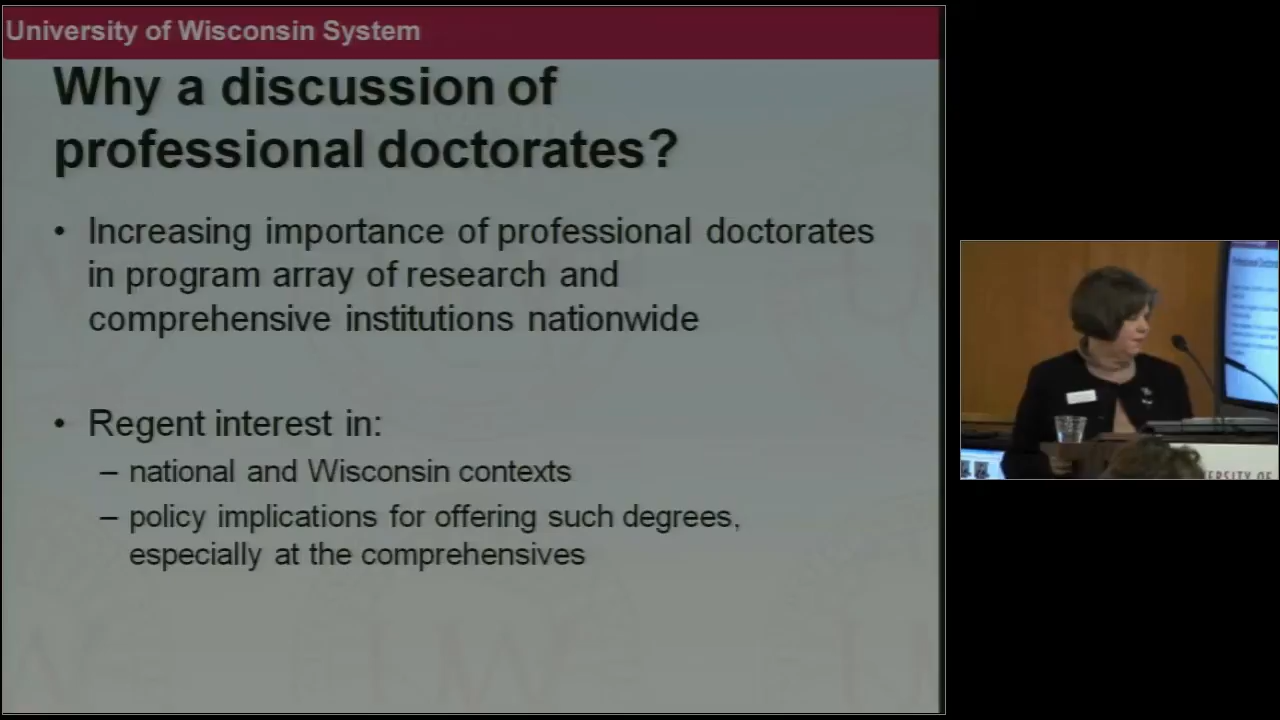 University of Wisconsin System
Why a discussion of
professional doctorates?
• Increasing importance of professional doctorates
in program array of research and
comprehensive institutions nationwide
• Regent interest in:
– national and Wisconsin contexts
– policy implications for offering such degrees,
especially at the comprehensives
OF